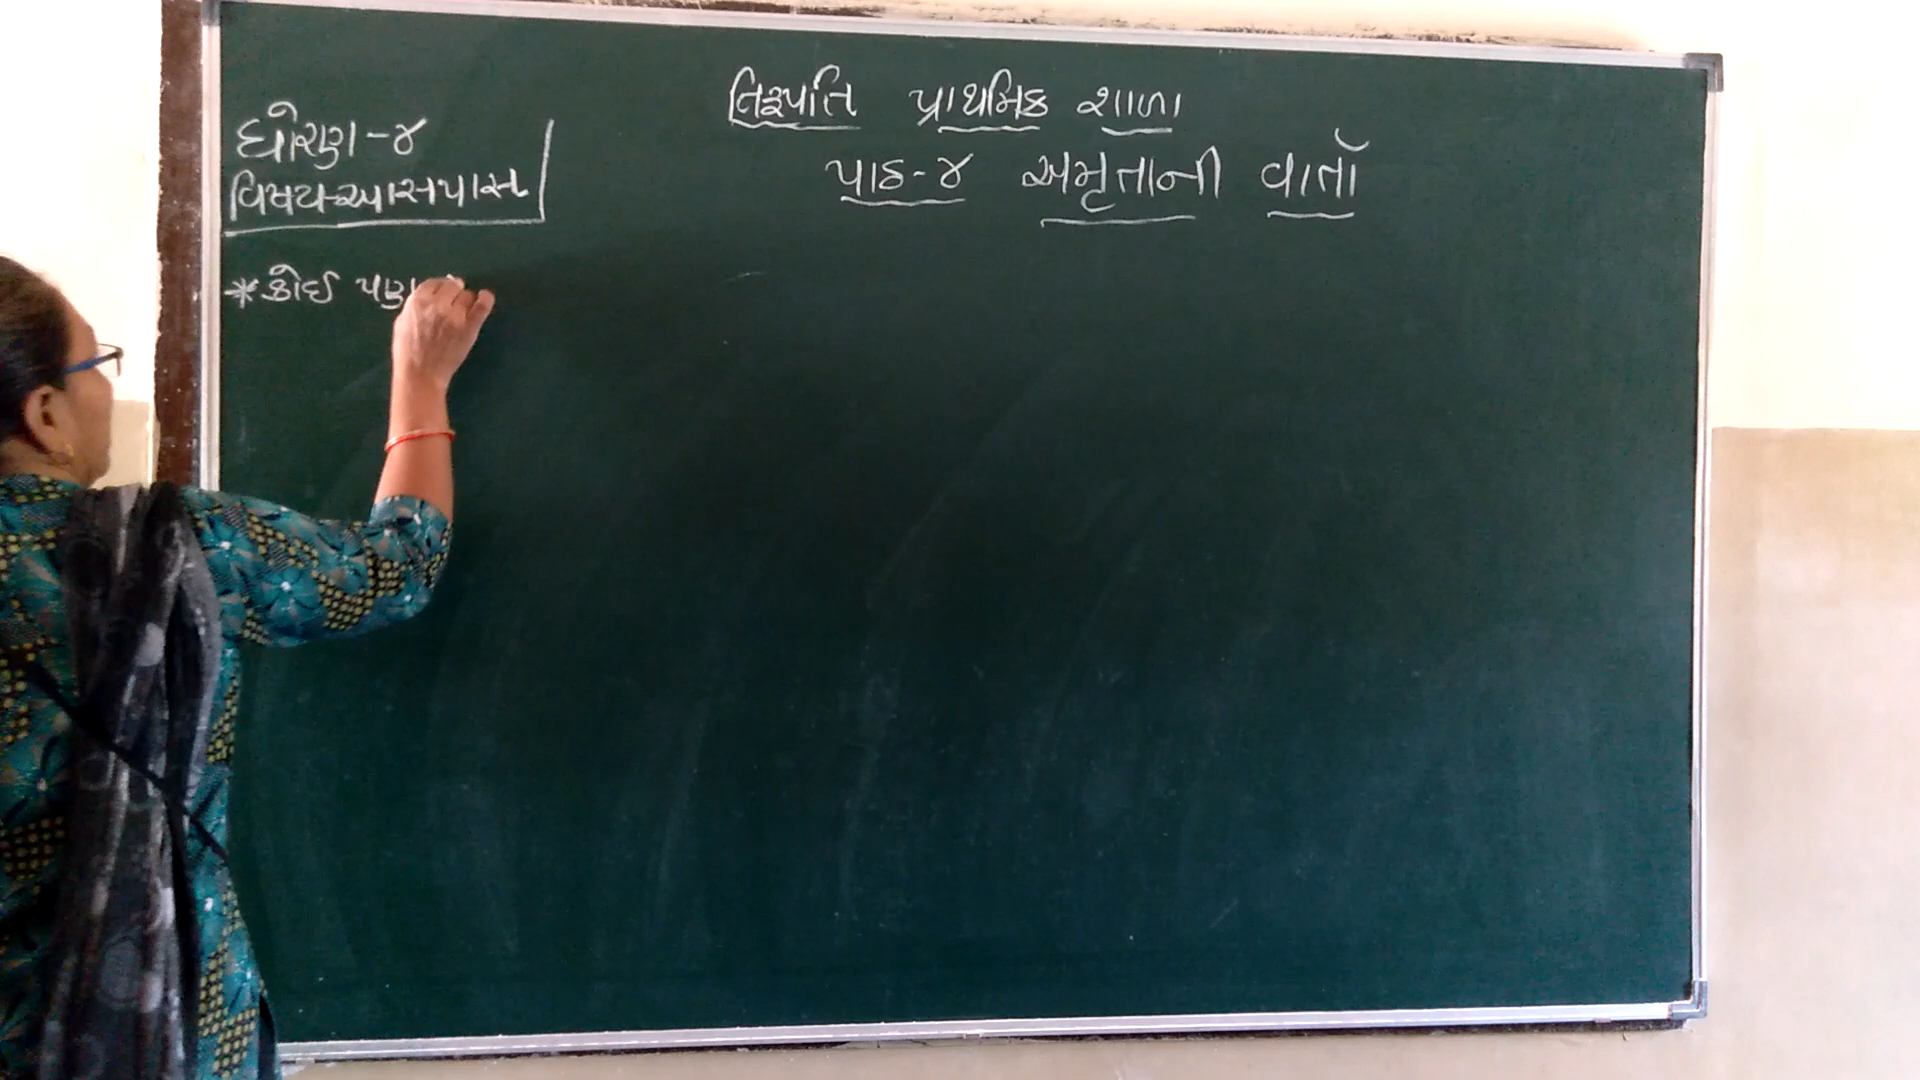 તિરૂપતિ પ્રાથમિક શાળા
ધોરણ-૪
વિષય-આસપાસ
પાઠ-૪ અમૃતાની વાર્તા
* કોઈ પણ